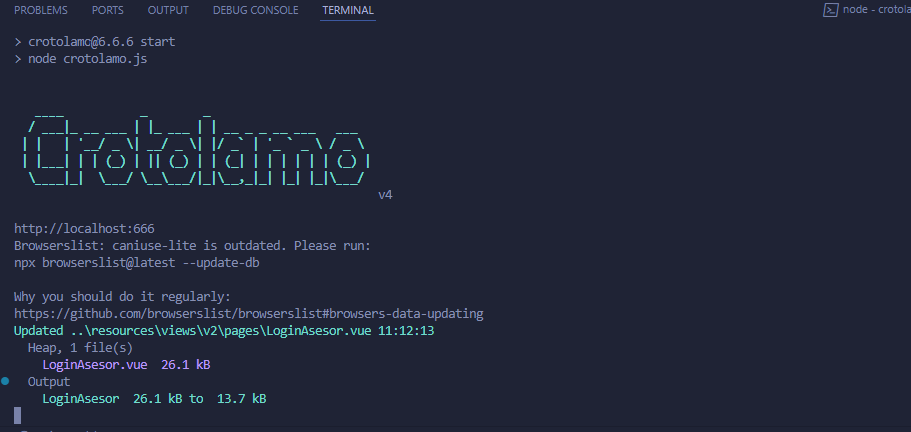 PROBLEMS PORTS OUTPUT DEBUG CONSOLE TERMINAL node - crotola
> crotolamo@6.6.6 start
> node crotolamo.js
Crotolamo
v4
http://localhost:666
Browserslist: caniuse-lite is outdated. Please run:
npx browserslist@latest --update-db
Why you should do it regularly:
https://github.com/browserslist/browserslist#browsers-data-updating
Updated ..\resources\views\v2\pages\LoginAsesor.vue 11:12:13
Heap, 1 file(s)
LoginAsesor.vue 26.1 kB
Output
LoginAsesor 26.1 kB to 13.7 kB